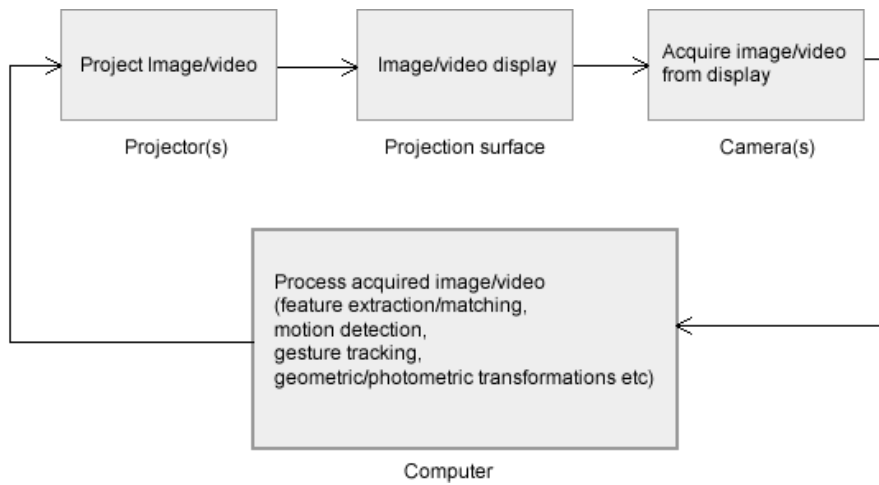 Project Image/video
Image/video display
Acquire image/video
from display
Projector(s)
Projection surface
Camera(s)
Process acquired image/video
(feature extraction/matching,
motion detection,
gesture tracking,
geometric/photometric transformations etc)
Computer